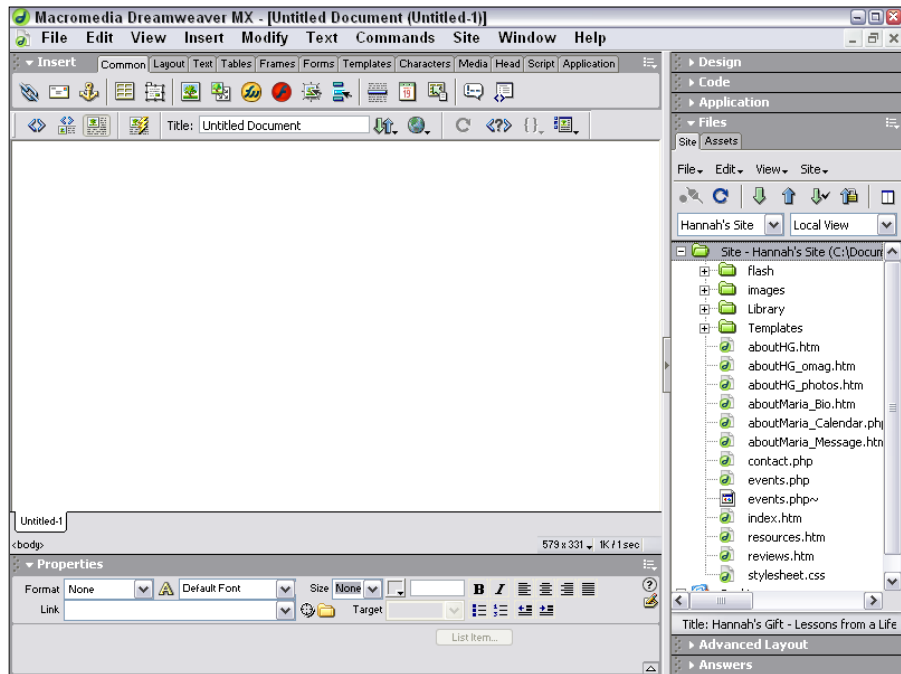 Macromedia Dreamweaver MX - [Untitled Document (Untitled-1)]
File Edit View Insert Modify Text Commands Site Window Help
Insert Common Layout Text Tables Frames Forms Templates Characters Media Head Script Application
19
Title: Untitled Document
Untitled-1
<body> 579 x 331 1K / 1 sec
Properties
Format None Default Font Size None B I
Link Target
List Item...
Design
Code
Application
Files
Site Assets
File Edit View Site
Hannah's Site Local View
Site - Hannah's Site (C:\Docum
flash
images
Library
Templates
aboutHG.htm
aboutHG_omag.htm
aboutHG_photos.htm
aboutMaria_Bio.htm
aboutMaria_Calendar.php
aboutMaria_Message.htm
contact.php
events.php
events.php~
index.htm
resources.htm
reviews.htm
stylesheet.css
Title: Hannah's Gift - Lessons from a Life
Advanced Layout
Answers